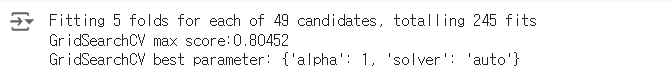 Fitting 5 folds for each of 49 candidates, totalling 245 fits
GridSearchCV max score:0.80452
GridSearchCV best parameter: {'alpha': 1, 'solver': 'auto'}